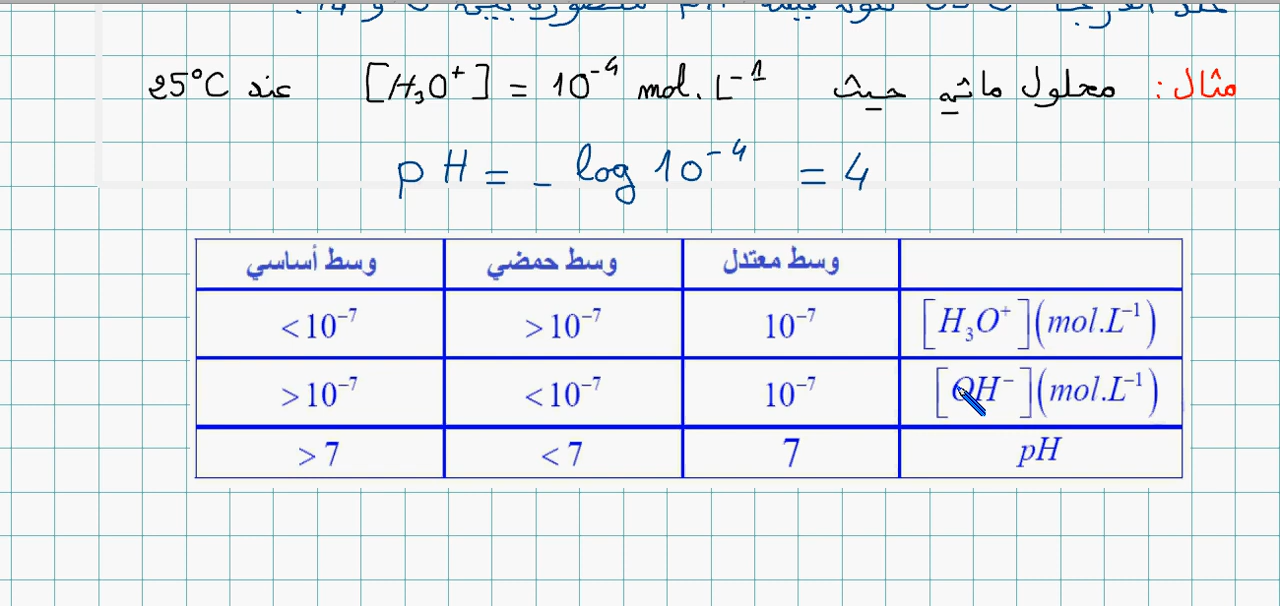 مثال: محلول مائي حيث [H₃O⁺] = 10⁻⁴ mol.L⁻¹ عند 25°C
pH = - log 10⁻⁴ = 4
وسط معتدل وسط حمضي وسط أساسي
[H₃O⁺](mol.L⁻¹) 10⁻⁷ > 10⁻⁷ < 10⁻⁷
[OH⁻](mol.L⁻¹) 10⁻⁷ < 10⁻⁷ > 10⁻⁷
pH 7 < 7 > 7